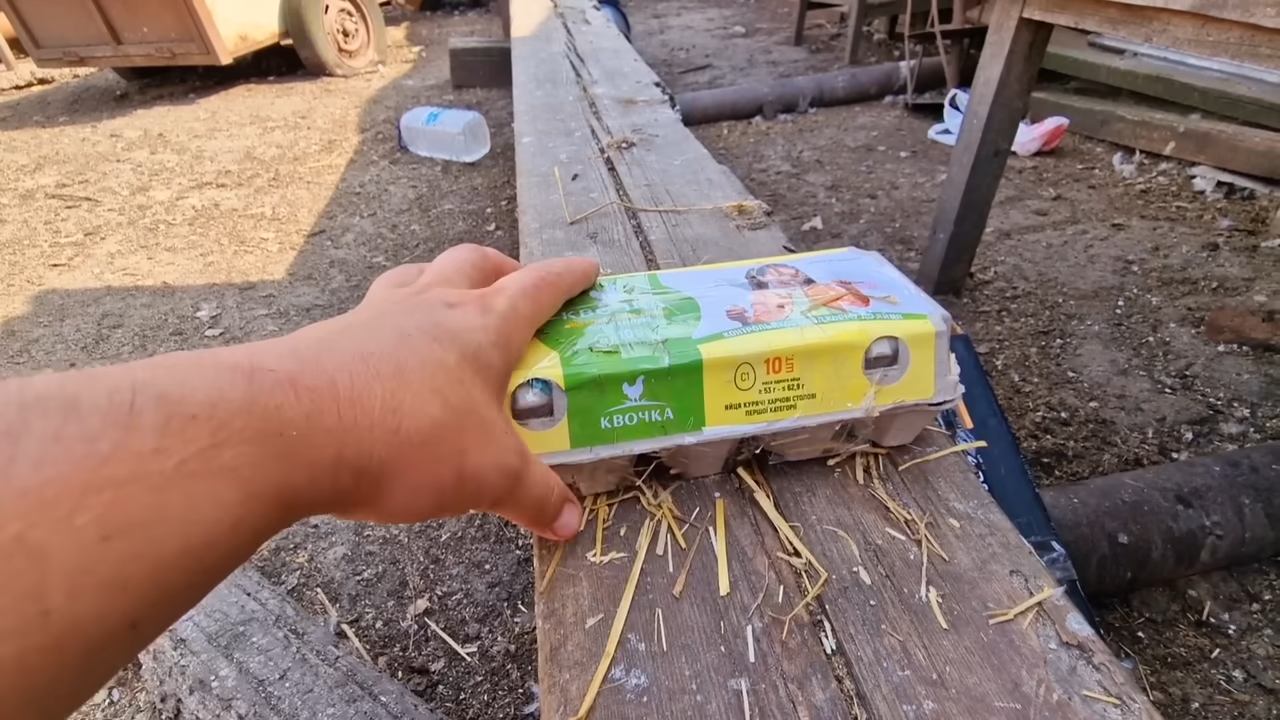 КВОЧКА
КВОЧКА
С1
10 ШТ.
маса одного яйця
≥ 53 г - ≤ 62,9 г
ЯЙЦЯ КУРЯЧІ ХАРЧОВІ СТОЛОВІ
ПЕРШОЇ КАТЕГОРІЇ